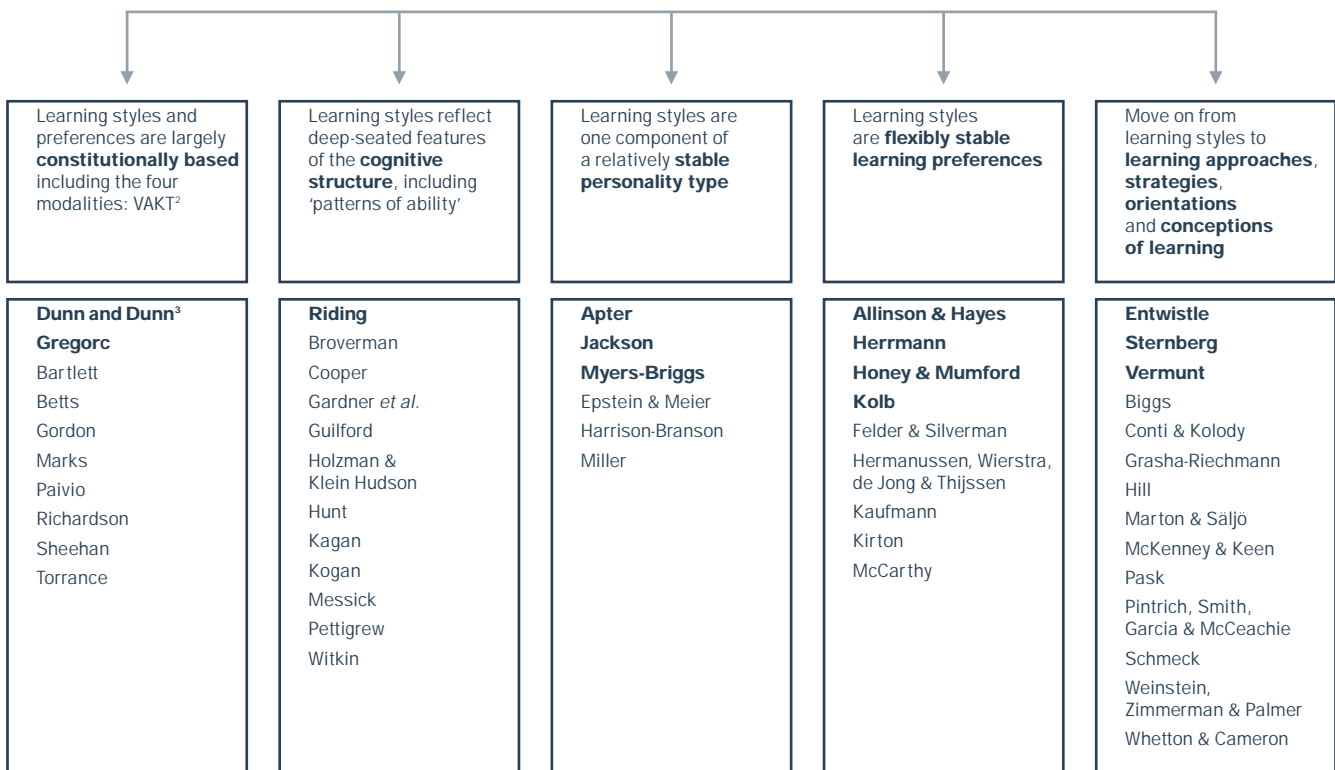 Learning styles and
preferences are largely
constitutionally based
including the four
modalities: VAKT²
Learning styles reflect
deep-seated features
of the cognitive
structure, including
‘patterns of ability’
Learning styles are
one component of
a relatively stable
personality type
Learning styles
are flexibly stable
learning preferences
Move on from
learning styles to
learning approaches,
strategies,
orientations
and conceptions
of learning
Dunn and Dunn³
Gregorc
Bartlett
Betts
Gordon
Marks
Paivio
Richardson
Sheehan
Torrance
Riding
Broverman
Cooper
Gardner et al.
Guilford
Holzman &
Klein Hudson
Hunt
Kagan
Kogan
Messick
Pettigrew
Witkin
Apter
Jackson
Myers-Briggs
Epstein & Meier
Harrison-Branson
Miller
Allinson & Hayes
Herrmann
Honey & Mumford
Kolb
Felder & Silverman
Hermanussen, Wierstra,
de Jong & Thijssen
Kaufmann
Kirton
McCarthy
Entwistle
Sternberg
Vermunt
Biggs
Conti & Kolody
Grasha-Riechmann
Hill
Marton & Säljö
McKenney & Keen
Pask
Pintrich, Smith,
Garcia & McCeachie
Schmeck
Weinstein,
Zimmerman & Palmer
Whetton & Cameron